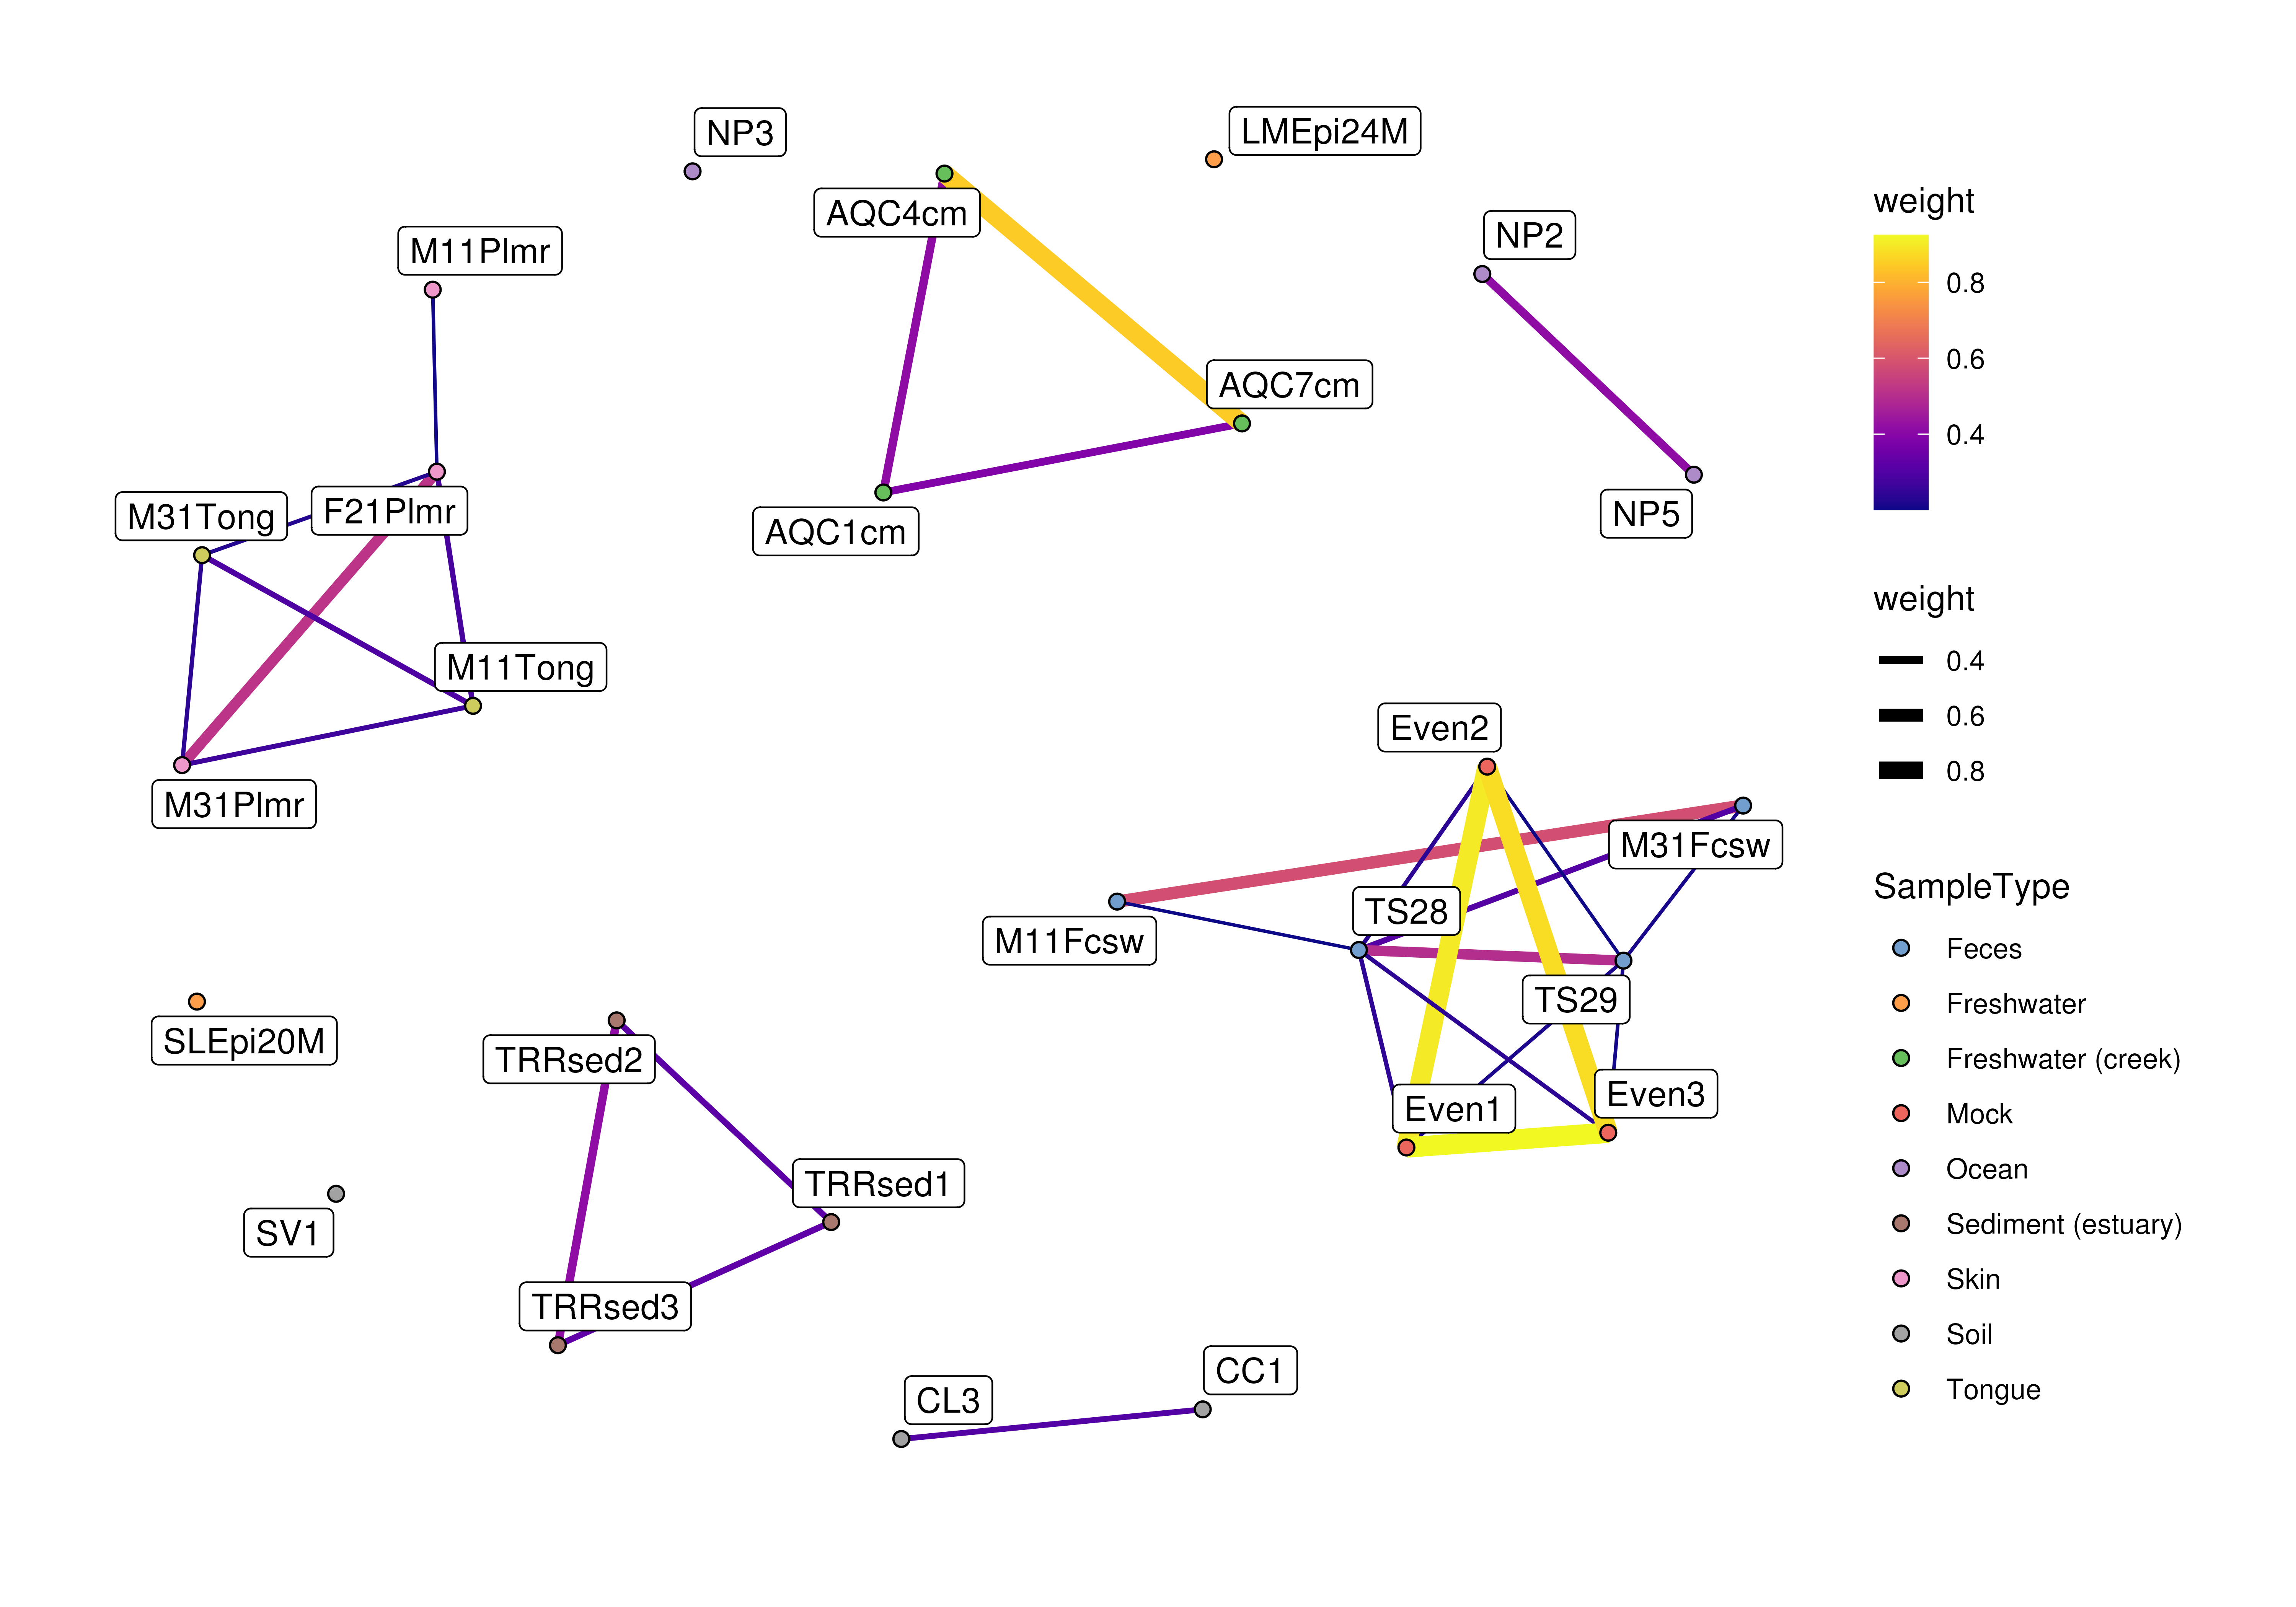 NP3
LMEpi24M
AQC4cm
NP2
M11Plmr
AQC7cm
M31Tong
F21Plmr
AQC1cm
NP5
M11Tong
M31Plmr
Even2
M31Fcsw
TS28
M11Fcsw
TS29
SLEpi20M
TRRsed2
Even1
Even3
TRRsed1
SV1
TRRsed3
CC1
CL3
weight
0.8
0.6
0.4
weight
0.4
0.6
0.8
SampleType
Feces
Freshwater
Freshwater (creek)
Mock
Ocean
Sediment (estuary)
Skin
Soil
Tongue